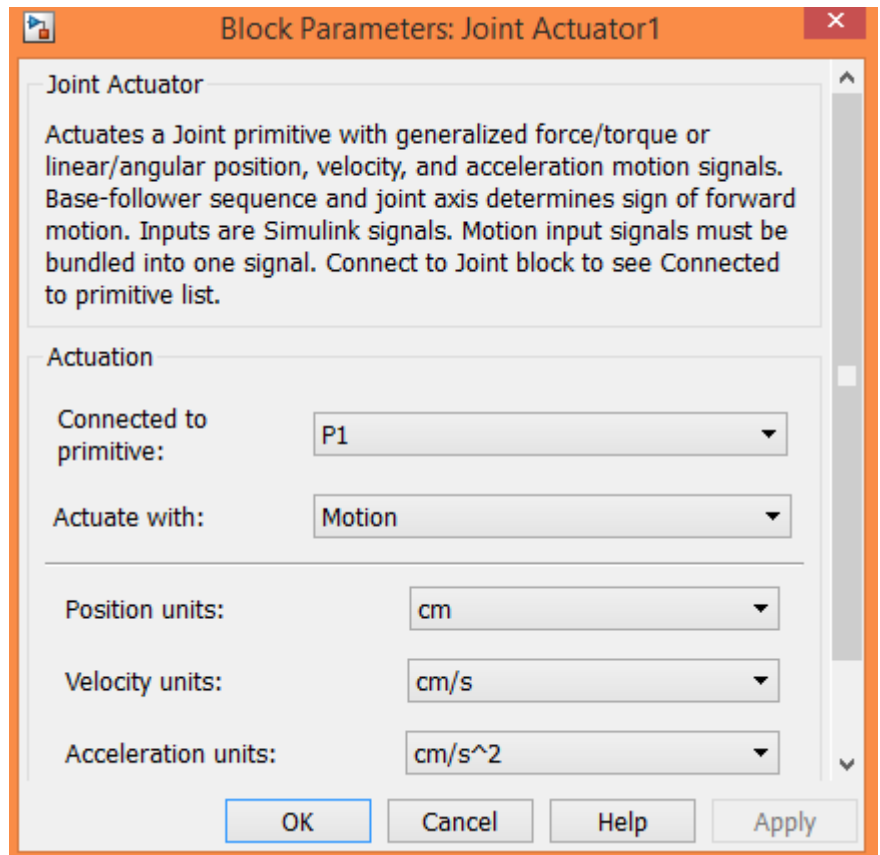 Block Parameters: Joint Actuator1
Joint Actuator
Actuates a Joint primitive with generalized force/torque or
linear/angular position, velocity, and acceleration motion signals.
Base-follower sequence and joint axis determines sign of forward
motion. Inputs are Simulink signals. Motion input signals must be
bundled into one signal. Connect to Joint block to see Connected
to primitive list.
Actuation
Connected to
primitive:
P1
Actuate with:
Motion
Position units:
cm
Velocity units:
cm/s
Acceleration units:
cm/s^2
OK
Cancel
Help
Apply